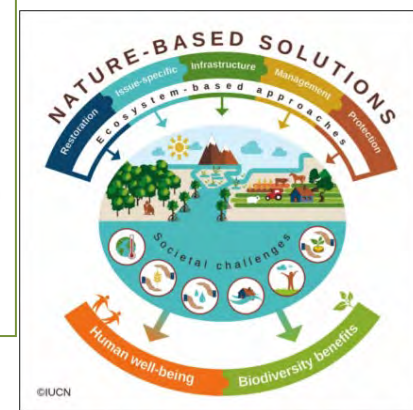 NATURE-BASED SOLUTIONS
Restoration
Issue-specific
Infrastructure
Management
Protection
Ecosystem-based approaches
Societal challenges
Human well-being
Biodiversity benefits
©IUCN